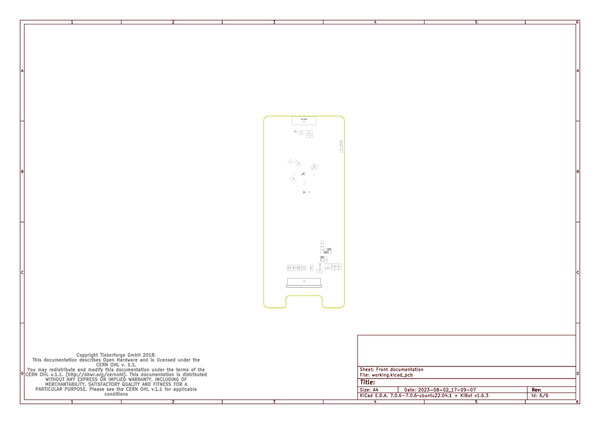 1 2 3 4 5 6
A A
B B
C C
Copyright Tinkerforge GmbH 2018.
This documentation describes Open Hardware and is licensed under the
CERN OHL v. 1.1.
You may redistribute and modify this documentation under the terms of the
CERN OHL v.1.1. (http://ohwr.org/cernohl). This documentation is distributed
WITHOUT ANY EXPRESS OR IMPLIED WARRANTY, INCLUDING OF
MERCHANTABILITY, SATISFACTORY QUALITY AND FITNESS FOR A
PARTICULAR PURPOSE. Please see the CERN OHL v.1.1 for applicable
conditions
D D
Sheet: Front documentation
File: working.kicad_pcb
Title:
Size: A4 Date: 2023-08-02_17-09-07 Rev:
KiCad E.D.A. 7.0.6-7.0.6~ubuntu22.04.1 + KiBot v1.6.3 Id: 6/6
1 2 3 4 5 6